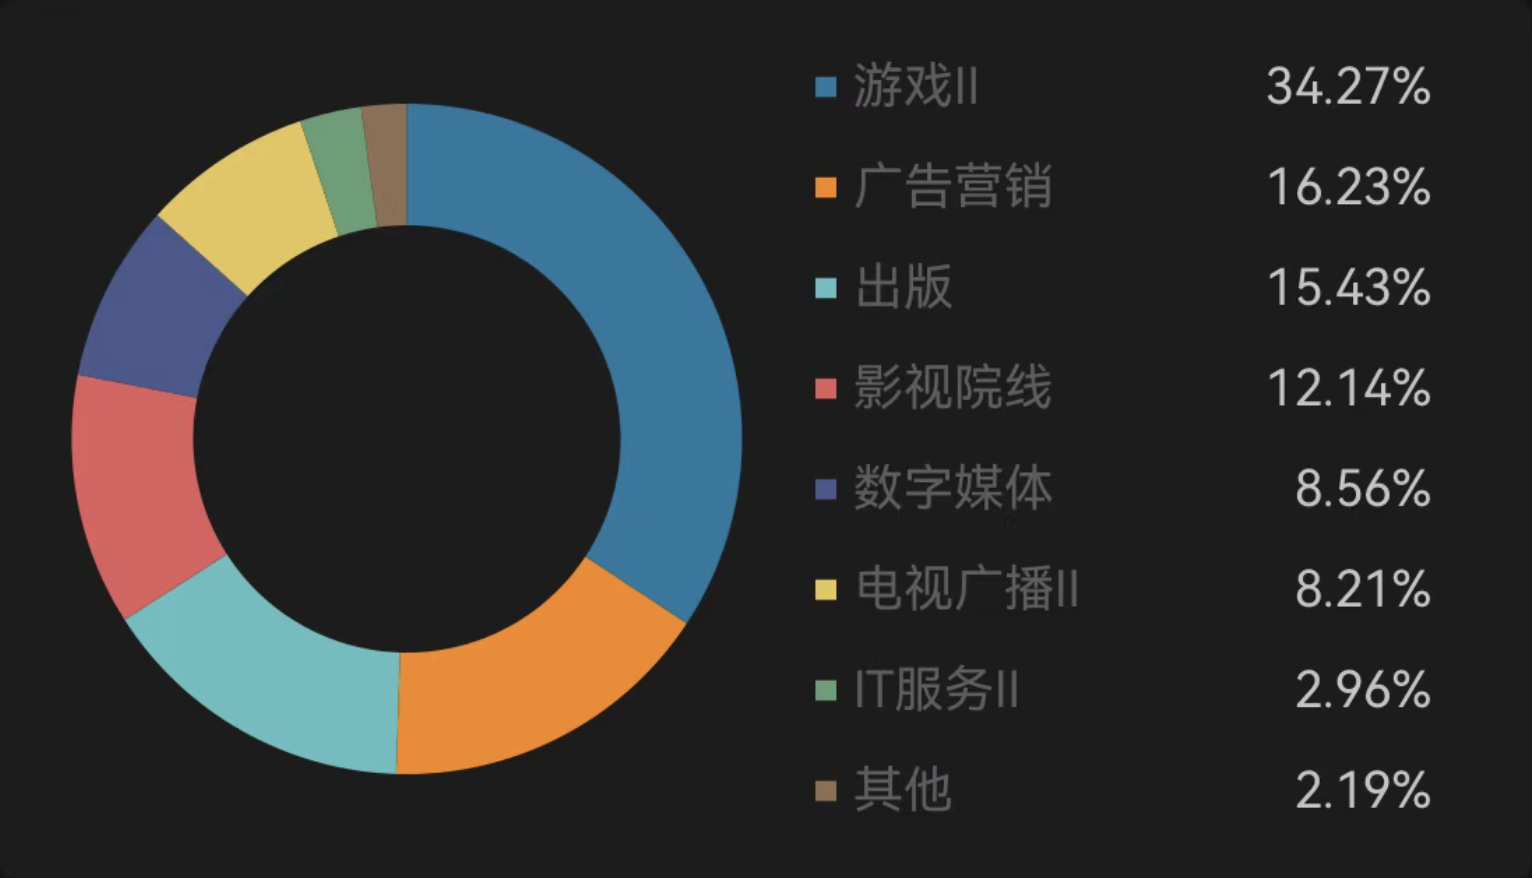 游戏II 34.27%
广告营销 16.23%
出版 15.43%
影视院线 12.14%
数字媒体 8.56%
电视广播II 8.21%
IT服务II 2.96%
其他 2.19%